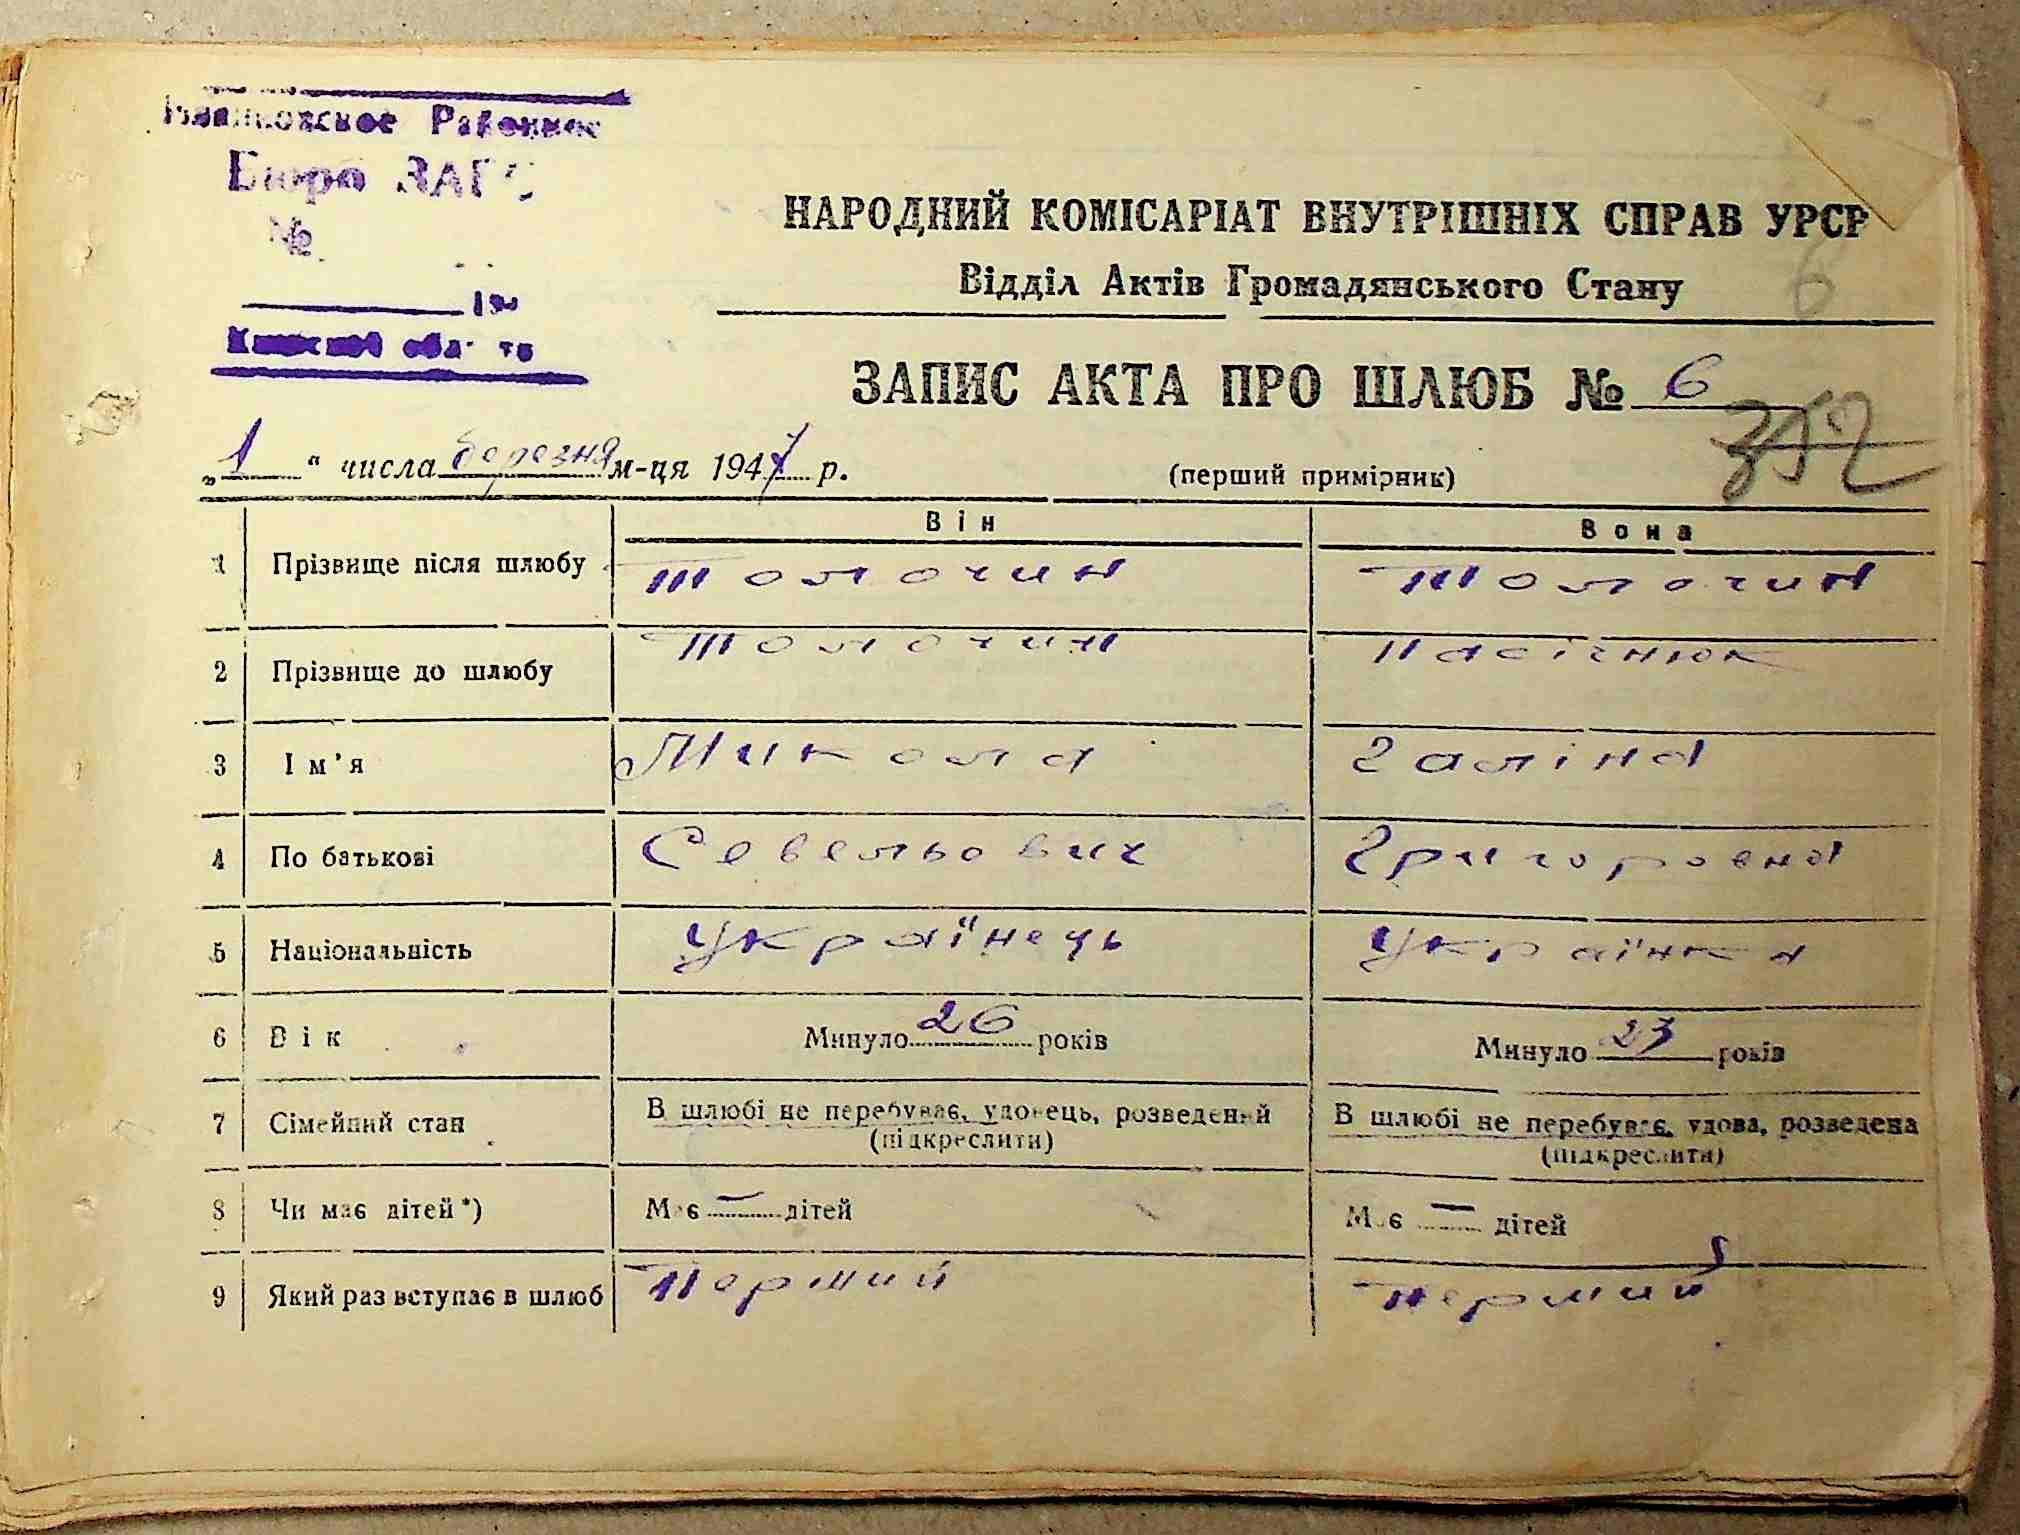 Районное
Бюро ЗАГС
№
НАРОДНИЙ КОМІСАРІАТ ВНУТРІШНІХ СПРАВ УРСР
Відділ Актів Громадянського Стану
6
ЗАПИС АКТА ПРО ШЛЮБ № 6
352
„1“ числа березня м-ця 1947 р. (перший примірник)
Він Вона
1 Прізвище після шлюбу Толочин Толочин
2 Прізвище до шлюбу Толочин Пасічнюк
3 Ім'я Микола Галіна
4 По батькові Севельович Григоровна
5 Національність Українець Українка
6 Вік Минуло 26 років Минуло 23 років
7 Сімейний стан В шлюбі не перебуває, удовець, розведений В шлюбі не перебуває, удова, розведена
(підкреслити) (підкреслити)
8 Чи має дітей*) Має — дітей Має — дітей
9 Який раз вступає в шлюб Перший Перший